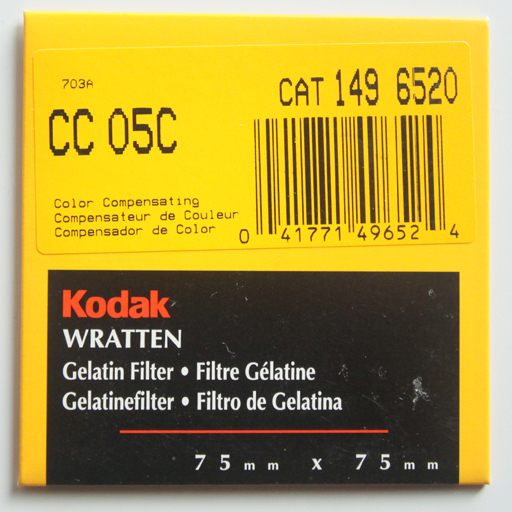 703A
CAT 149 6520
CC 05C
Color Compensating
Compensateur de Couleur
Compensador de Color
0 41771 49652 4
Kodak
WRATTEN
Gelatin Filter • Filtre Gélatine
Gelatinefilter • Filtro de Gelatina
75mm x 75mm